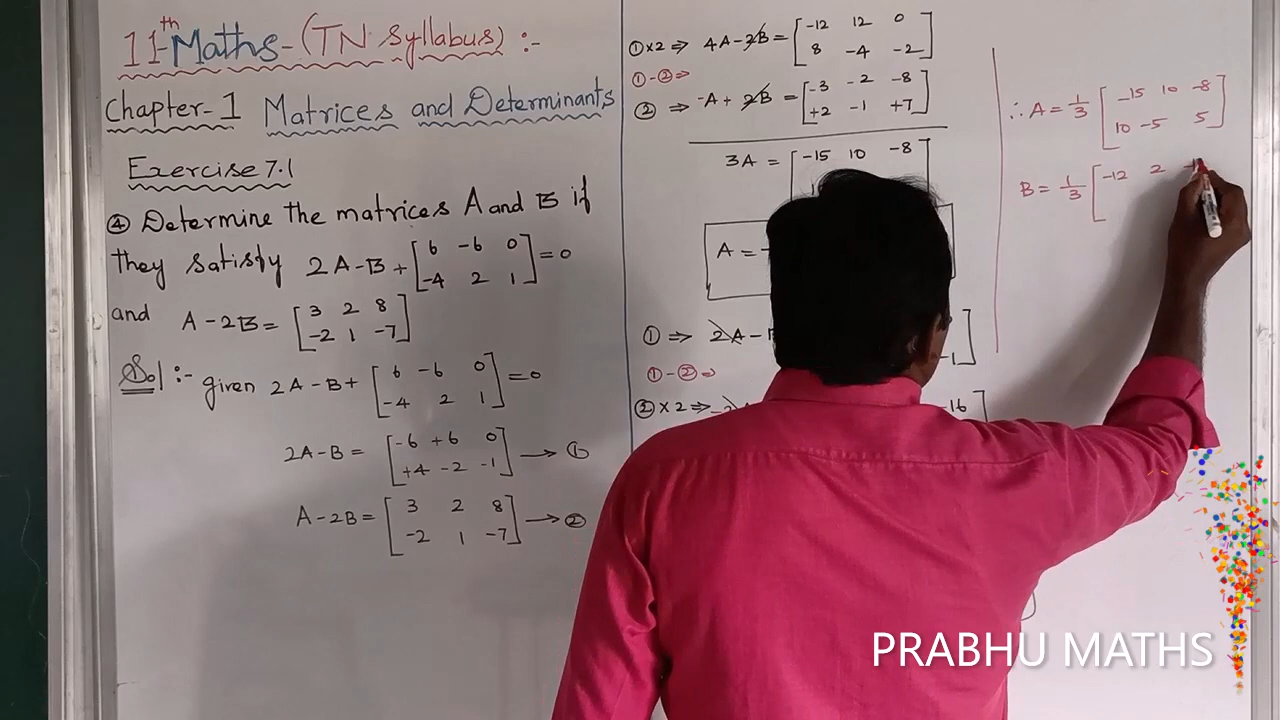 11th Maths - (TN Syllabus) :-
Chapter-1 Matrices and Determinants
Exercise 7.1
④ Determine the matrices A and B if
they satisfy 2A-B+[6 -6 0
-4 2 1]=0
and A-2B=[3 2 8
-2 1 -7]
Sol :- given 2A-B+[6 -6 0
-4 2 1]=0
2A-B=[-6 +6 0
+4 -2 -1] → ①
A-2B=[3 2 8
-2 1 -7] → ②
①×2 ⇒ 4A-2B=[-12 12 0
8 -4 -2]
①-②⇒
② ⇒ -A+2B=[-3 -2 -8
+2 -1 +7]
3A=[-15 10 -8
A =
① ⇒ 2A-
-1]
①-②⇒
②×2⇒
-16
∴A=1/3[-15 10 -8
10 -5 5]
B=1/3[-12 2
PRABHU MATHS